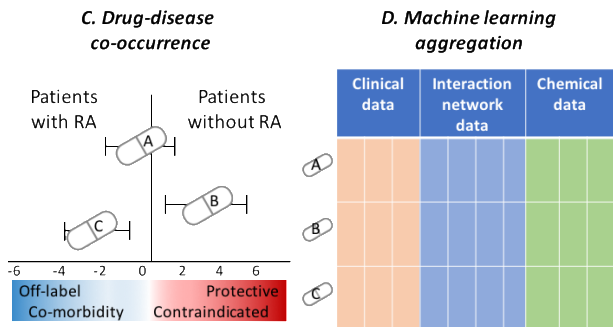 C. Drug-disease
co-occurrence
Patients
with RA
Patients
without RA
A
B
C
-6 -4 -2 0 2 4 6
Off-label
Co-morbidity
Protective
Contraindicated
D. Machine learning
aggregation
Clinical
data
Interaction
network
data
Chemical
data
A
B
C